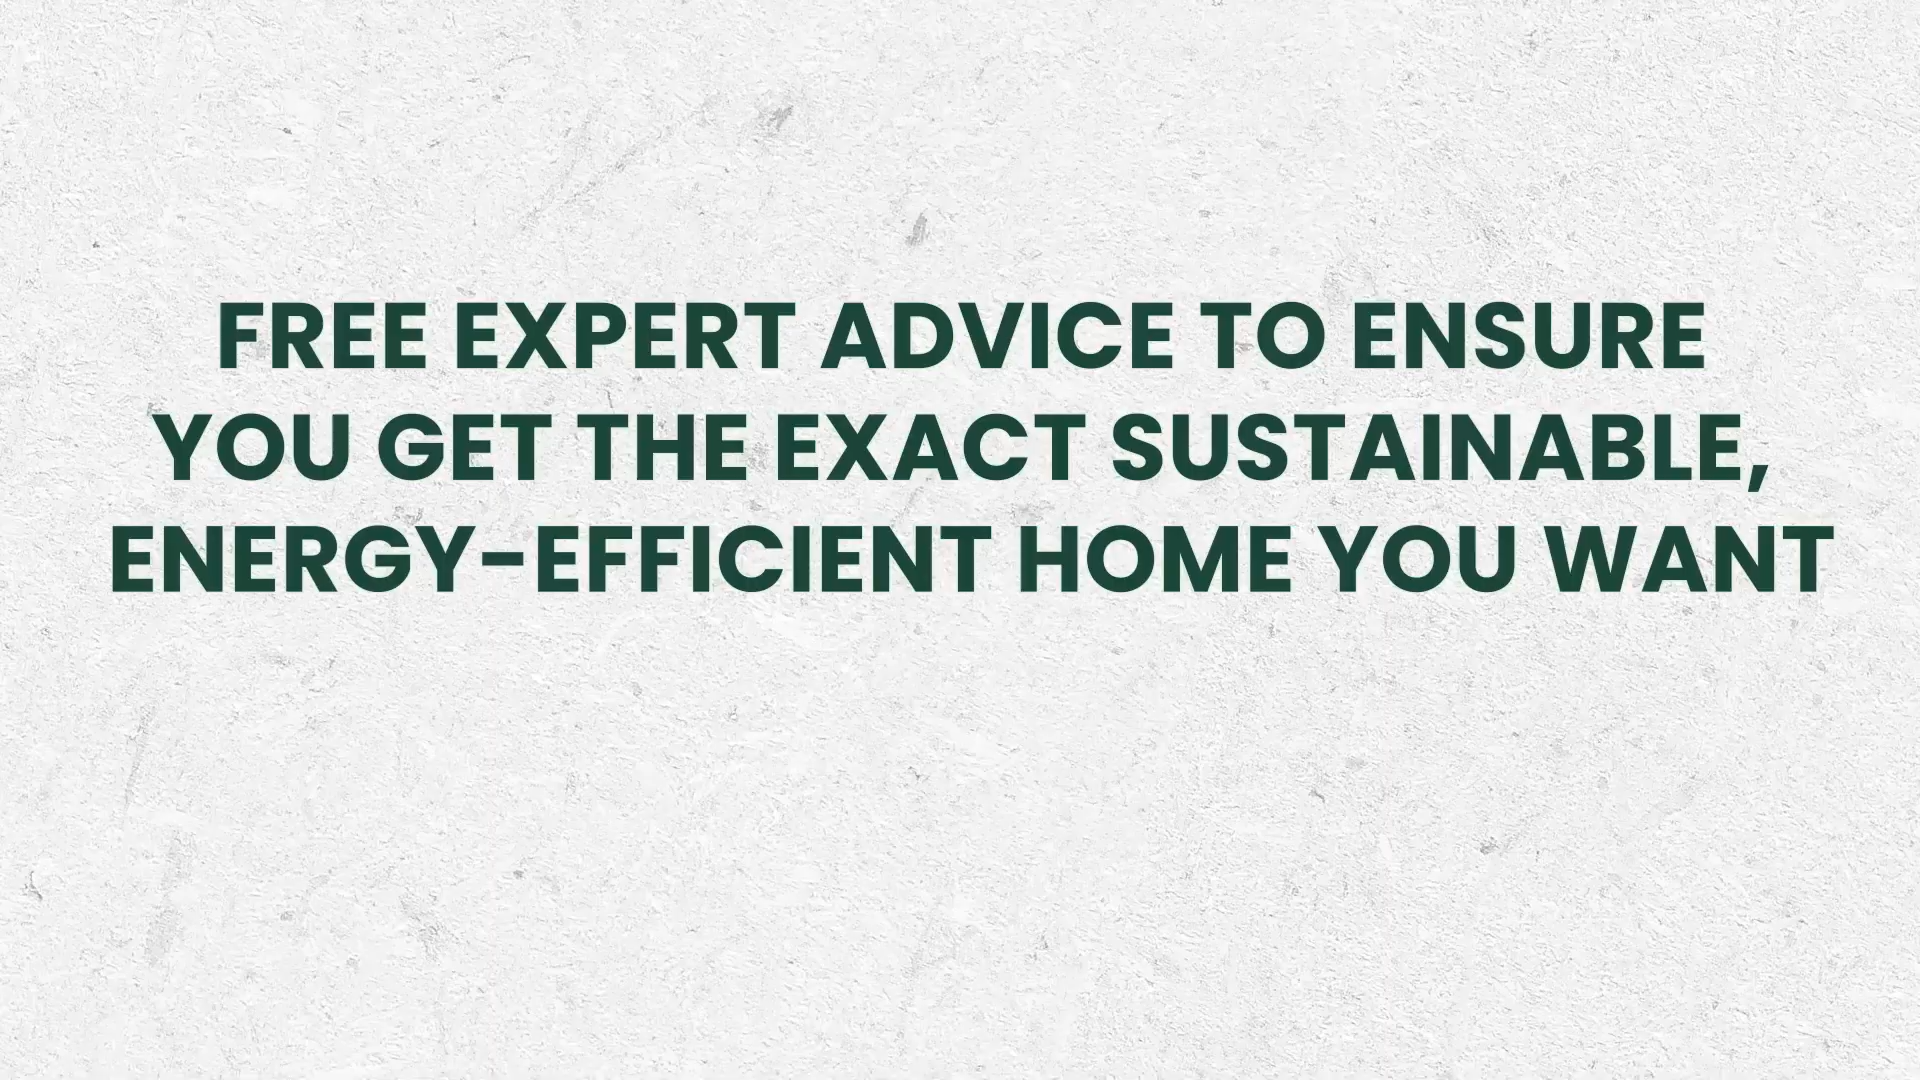 FREE EXPERT ADVICE TO ENSURE
YOU GET THE EXACT SUSTAINABLE,
ENERGY-EFFICIENT HOME YOU WANT